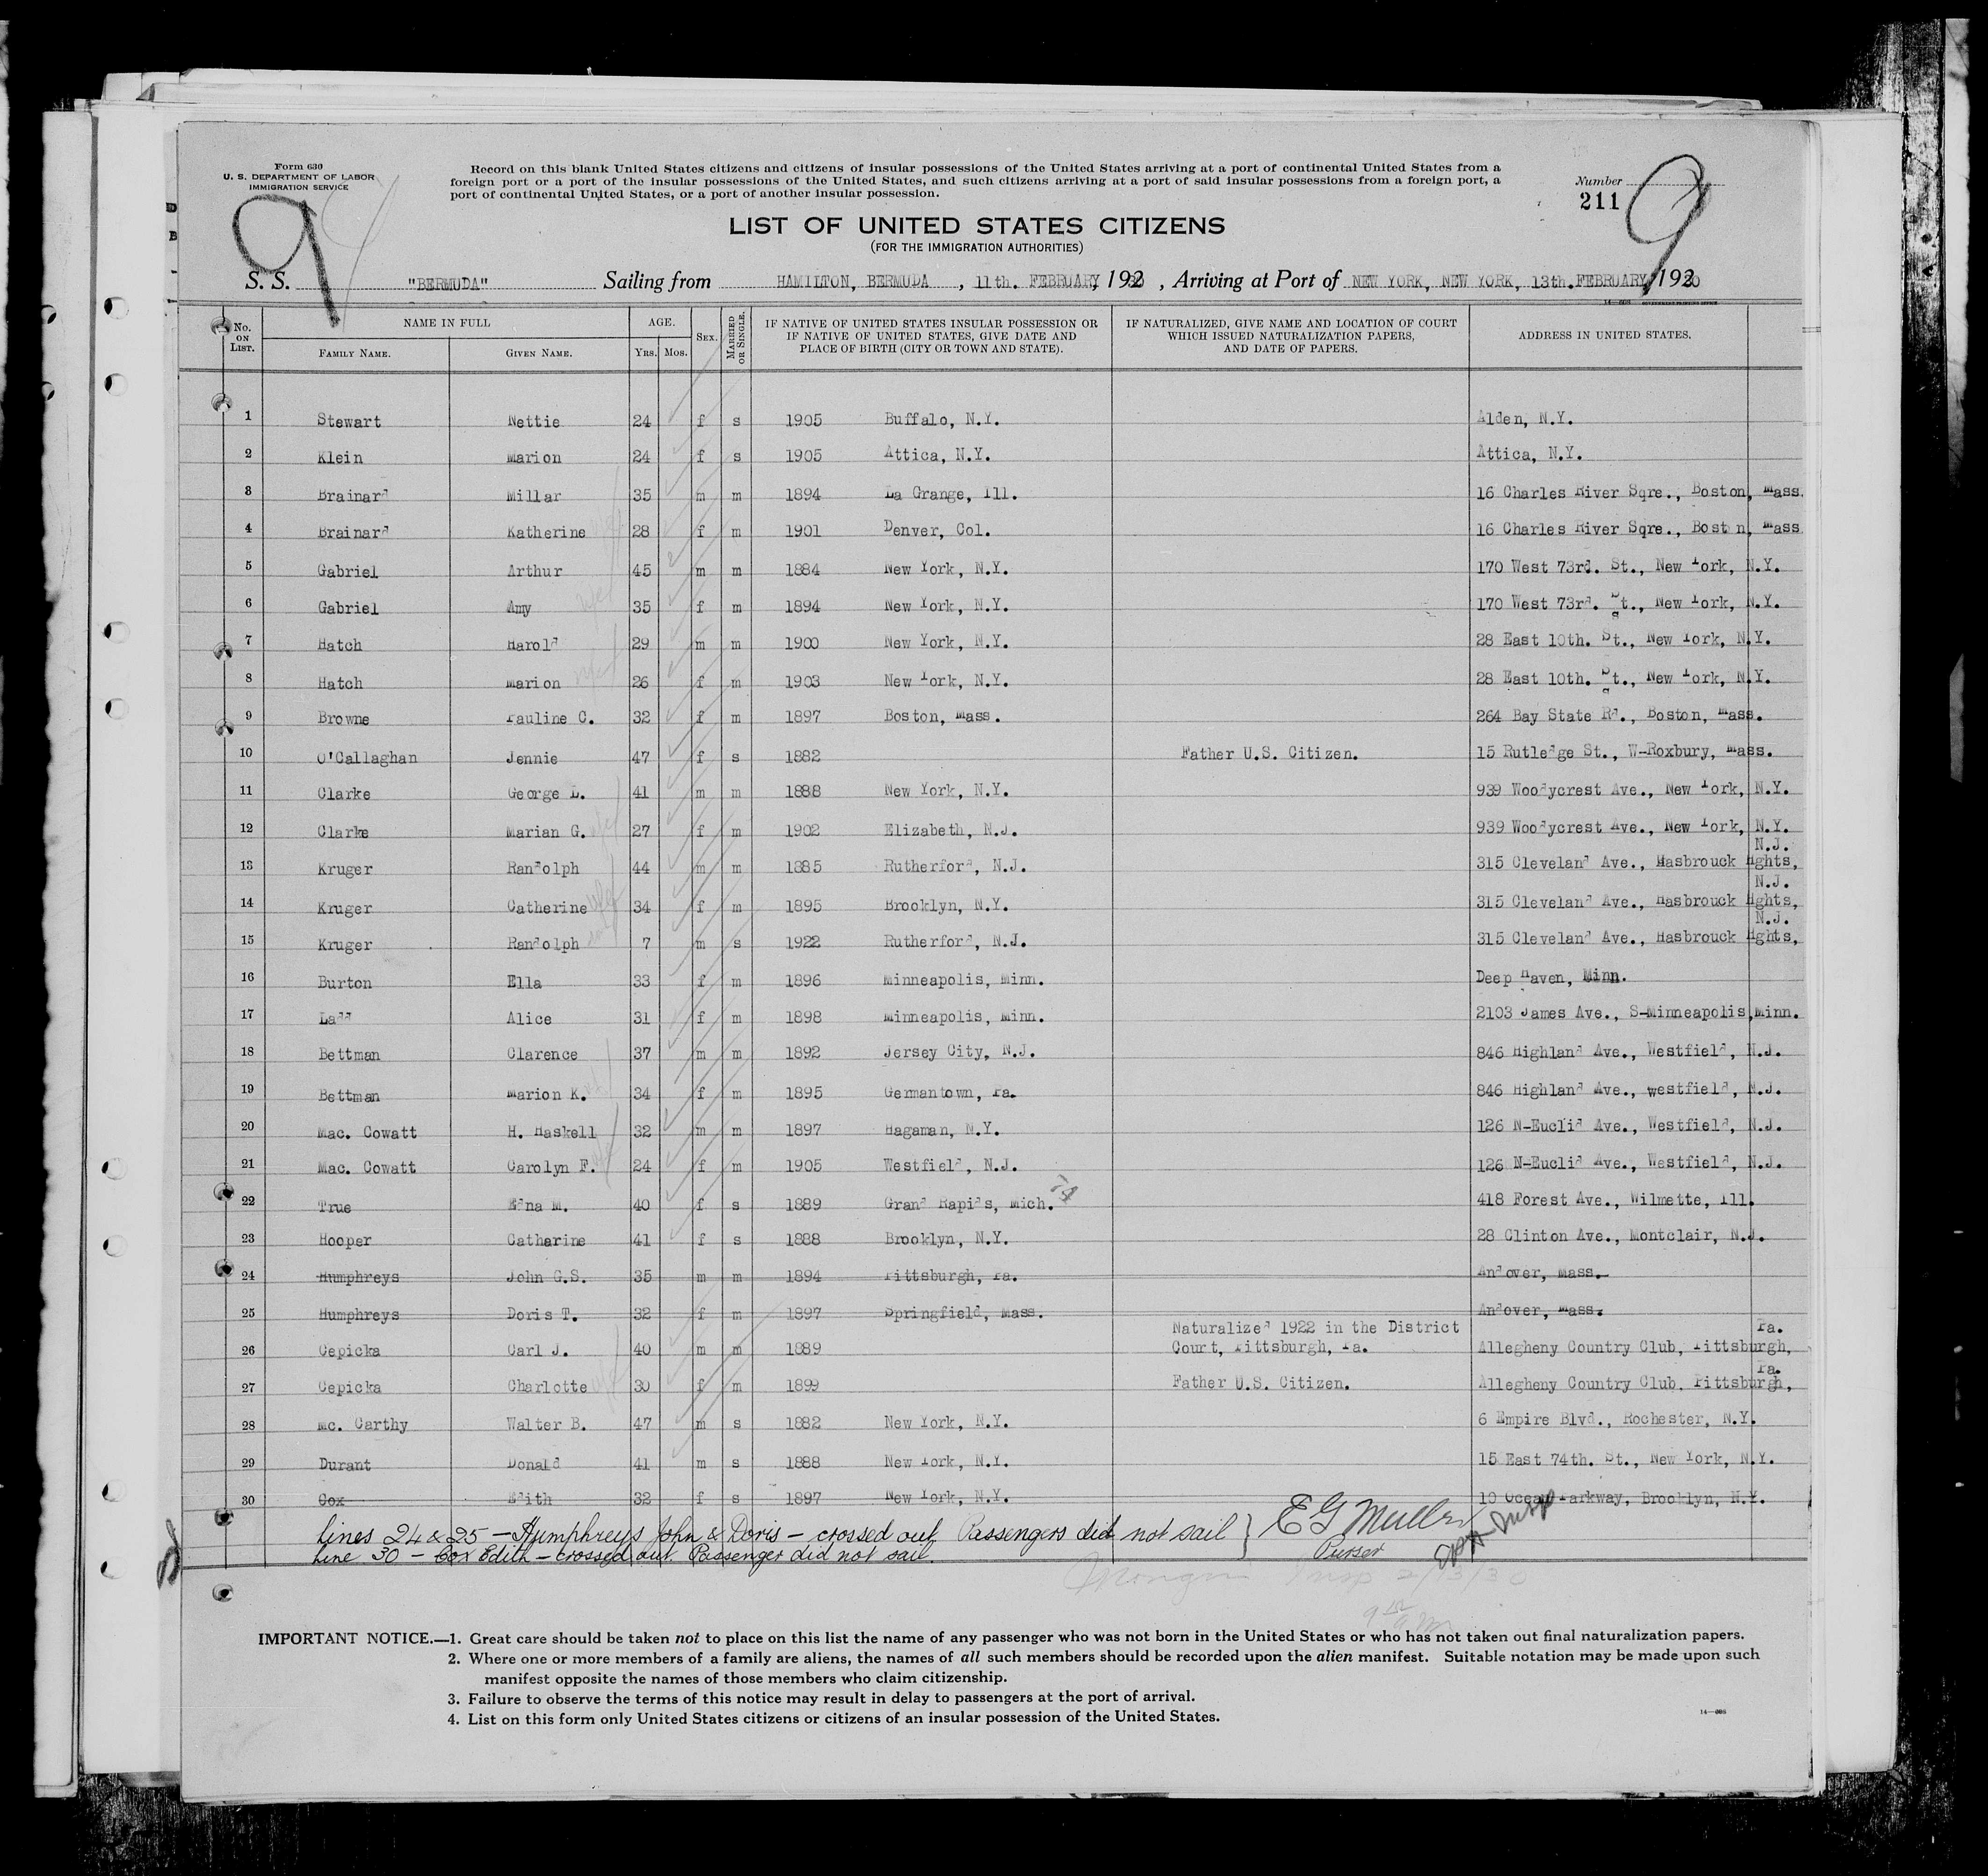 Form 630
U. S. DEPARTMENT OF LABOR
IMMIGRATION SERVICE
Record on this blank United States citizens and citizens of insular possessions of the United States arriving at a port of continental United States from a
foreign port or a port of the insular possessions of the United States, and such citizens arriving at a port of said insular possessions from a foreign port, a
port of continental United States, or a port of another insular possession.
Number
211
9
9
LIST OF UNITED STATES CITIZENS
(FOR THE IMMIGRATION AUTHORITIES)
S. S. "BERMUDA" Sailing from HAMILTON, BERMUDA, 11th. FEBRUARY, 1930, Arriving at Port of NEW YORK, NEW YORK, 13th. FEBRUARY, 1930
No. ON LIST. NAME IN FULL FAMILY NAME. GIVEN NAME. AGE. YRS. MOS. SEX. MARRIED OR SINGLE. IF NATIVE OF UNITED STATES INSULAR POSSESSION OR IF NATIVE OF UNITED STATES, GIVE DATE AND PLACE OF BIRTH (CITY OR TOWN AND STATE). IF NATURALIZED, GIVE NAME AND LOCATION OF COURT WHICH ISSUED NATURALIZATION PAPERS, AND DATE OF PAPERS. ADDRESS IN UNITED STATES.
1 Stewart Nettie 24 f s 1905 Buffalo, N.Y. Alden, N.Y.
2 Klein Marion 24 f s 1905 Attica, N.Y. Attica, N.Y.
3 Brainard Millar 35 m m 1894 La Grange, Ill. 16 Charles River Sqre., Boston, Mass.
4 Brainard Katherine 28 f m 1901 Denver, Col. 16 Charles River Sqre., Bost n, Mass
5 Gabriel Arthur 45 m m 1884 New York, N.Y. 170 West 73rd. St., New York, N.Y.
6 Gabriel Amy 35 f m 1894 New York, N.Y. 170 West 73rd. St., New York, N.Y.
7 Hatch Harold 29 m m 1900 New York, N.Y. 28 East 10th. St., New York, N.Y.
8 Hatch Marion 26 f m 1903 New York, N.Y. 28 East 10th. St., New York, N.Y.
9 Browne Pauline C. 32 f m 1897 Boston, Mass. 264 Bay State Rd., Boston, Mass.
10 O'Callaghan Jennie 47 f s 1882 Father U.S. Citizen. 15 Rutledge St., W-Roxbury, Mass.
11 Clarke George L. 41 m m 1888 New York, N.Y. 939 Woodycrest Ave., New York, N.Y.
12 Clarke Marian G. 27 f m 1902 Elizabeth, N.J. 939 Woodycrest Ave., New York, N.Y.
13 Kruger Randolph 44 m m 1885 Rutherford, N.J. 315 Cleveland Ave., Hasbrouck Hghts, N.J.
14 Kruger Catherine 34 f m 1895 Brooklyn, N.Y. 315 Cleveland Ave., Hasbrouck Hghts, N.J.
15 Kruger Randolph 7 m s 1922 Rutherford, N.J. 315 Cleveland Ave., Hasbrouck Hghts, N.J.
16 Burton Ella 33 f m 1896 Minneapolis, Minn. Deep Haven, Minn.
17 Ladd Alice 31 f m 1898 Minneapolis, Minn. 2103 James Ave., S-Minneapolis, Minn.
18 Bettman Clarence 37 m m 1892 Jersey City, N.J. 846 Highland Ave., Westfield, N.J.
19 Bettman Marion K. 34 f m 1895 Germantown, Pa. 846 Highland Ave., Westfield, N.J.
20 Mac. Cowatt H. Haskell 32 m m 1897 Hagaman, N.Y. 126 N-Euclid Ave., Westfield, N.J.
21 Mac. Cowatt Carolyn F. 24 f m 1905 Westfield, N.J. 126 N-Euclid Ave., Westfield, N.J.
22 True Edna M. 40 f s 1889 Grand Rapids, Mich. 418 Forest Ave., Wilmette, Ill.
23 Hooper Catharine 41 f s 1888 Brooklyn, N.Y. 28 Clinton Ave., Montclair, N.J.
24 Humphreys John G.S. 35 m m 1894 Pittsburgh, Pa. Andover, Mass.
25 Humphreys Doris T. 32 f m 1897 Springfield, Mass. Andover, Mass.
26 Cepicka Carl J. 40 m m 1889 Naturalized 1922 in the District Court, Pittsburgh, Pa. Allegheny Country Club, Pittsburgh, Pa.
27 Cepicka Charlotte 30 f m 1899 Father U.S. Citizen. Allegheny Country Club, Pittsburgh, Pa.
28 Mc. Carthy Walter B. 47 m s 1882 New York, N.Y. 6 Empire Blvd., Rochester, N.Y.
29 Durant Donald 41 m s 1888 New York, N.Y. 15 East 74th. St., New York, N.Y.
30 Cox Edith 32 f s 1897 New York, N.Y. 10 Ocean Parkway, Brooklyn, N.Y.
Lines 24 & 25 - Humphreys John & Doris - crossed out Passengers did not sail } E G Muller
Line 30 - Cox Edith - crossed out. Passenger did not sail. Purser
Insp 2/13/30
IMPORTANT NOTICE.—1. Great care should be taken not to place on this list the name of any passenger who was not born in the United States or who has not taken out final naturalization papers.
2. Where one or more members of a family are aliens, the names of all such members should be recorded upon the alien manifest. Suitable notation may be made upon such
manifest opposite the names of those members who claim citizenship.
3. Failure to observe the terms of this notice may result in delay to passengers at the port of arrival.
4. List on this form only United States citizens or citizens of an insular possession of the United States.